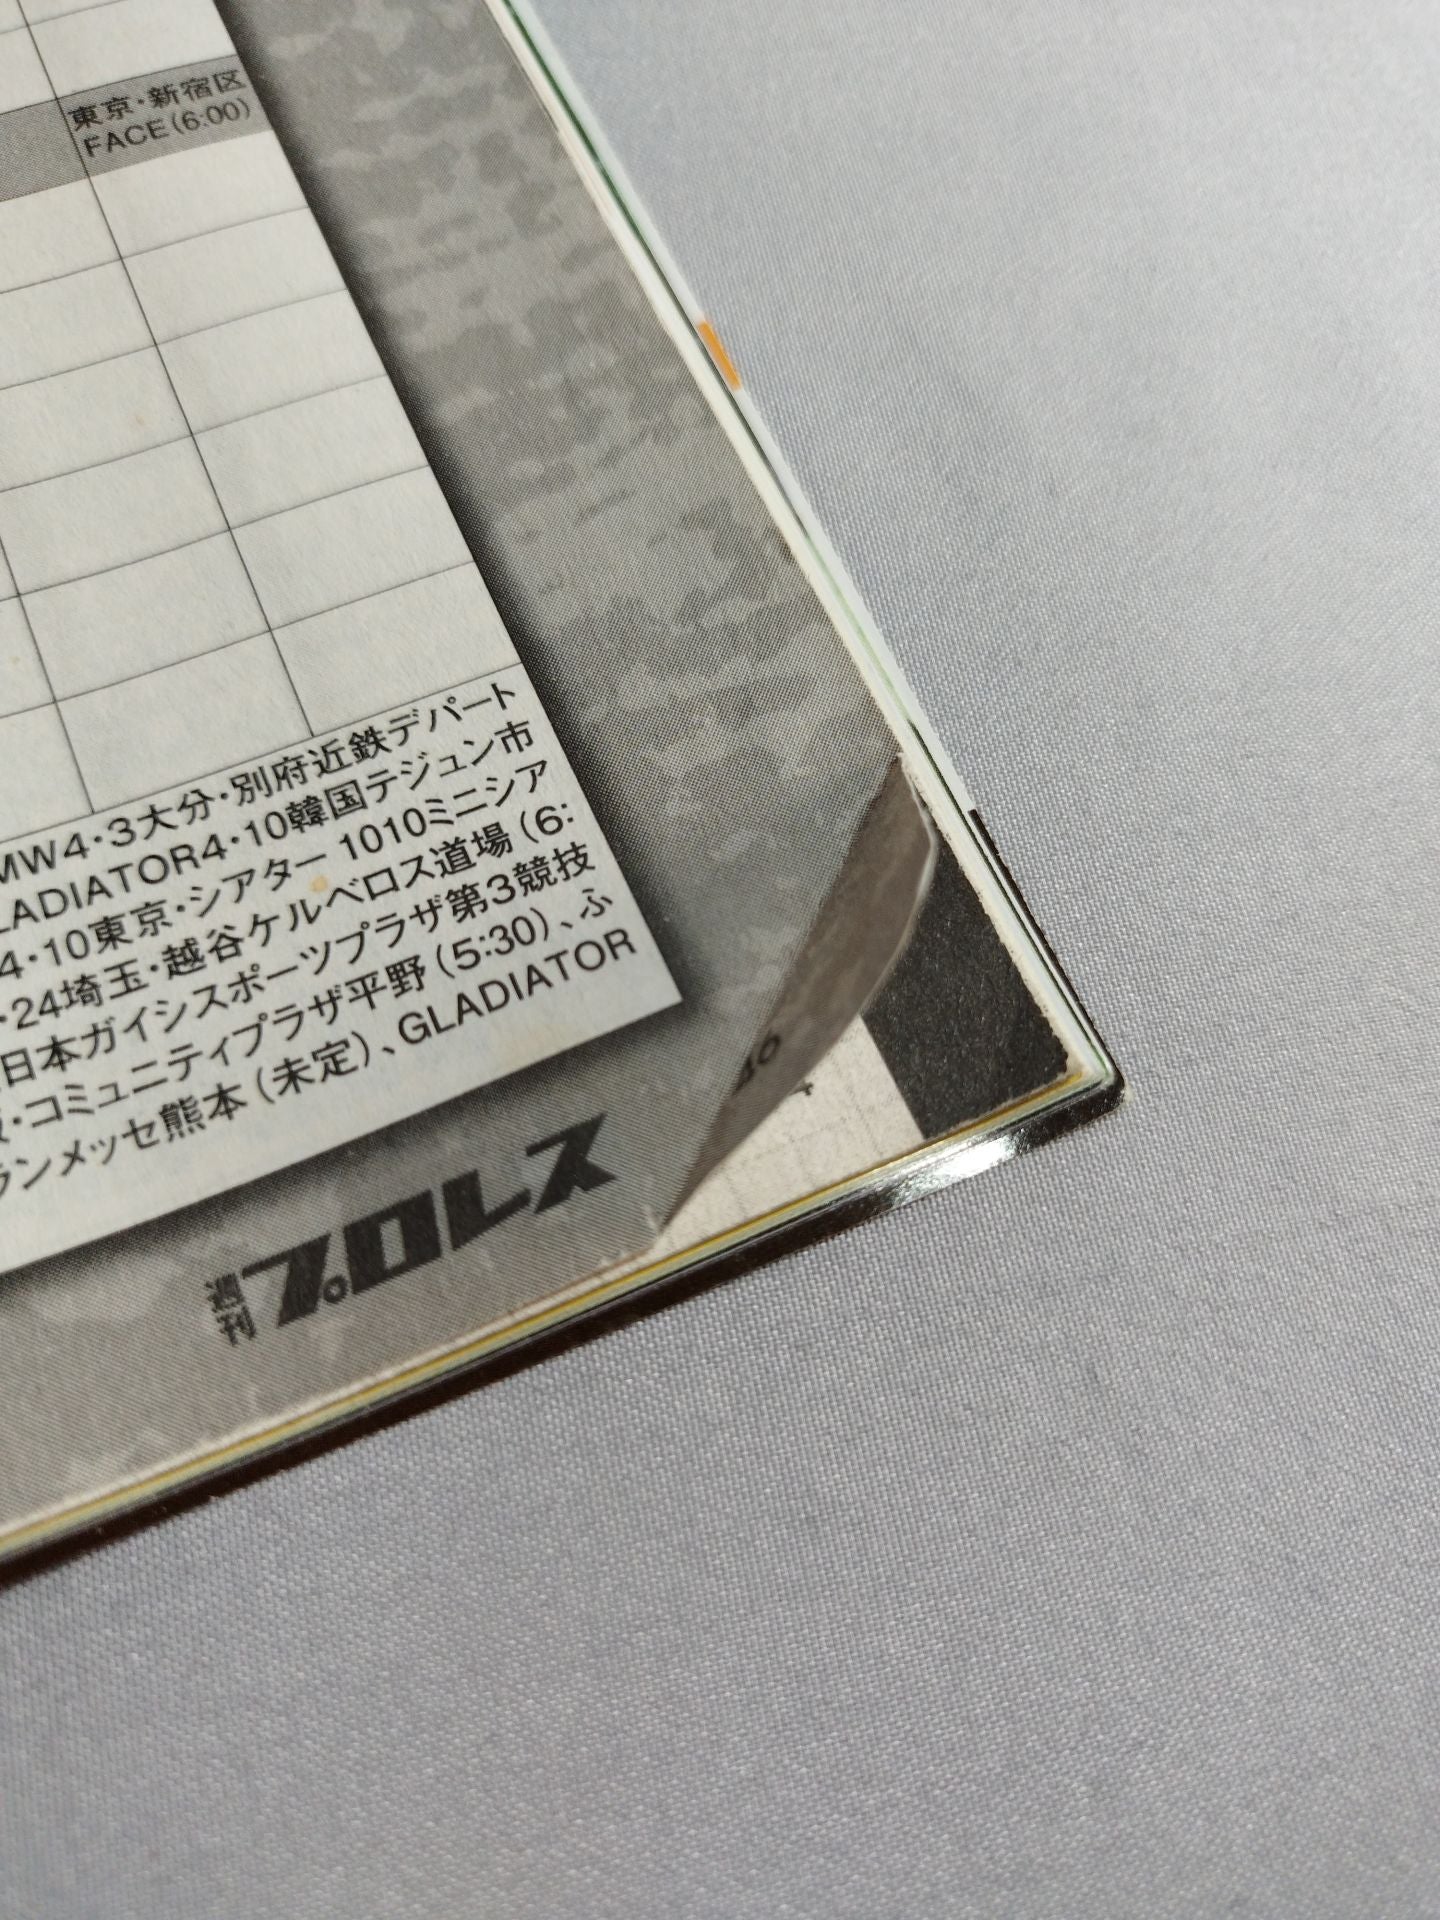 東京・新宿区
FACE(6:00)
MW4・3大分・別府近鉄デパート
LADIATOR4・10韓国テジュン市
4・10東京・シアター1010ミニシア
・24埼玉・越谷ケルベロス道場(6:
日本ガイシスポーツプラザ第3競技
・コミュニティプラザ平野(5:30)、ふ
ランメッセ熊本(未定)、GLADIATOR
週刊プロレス